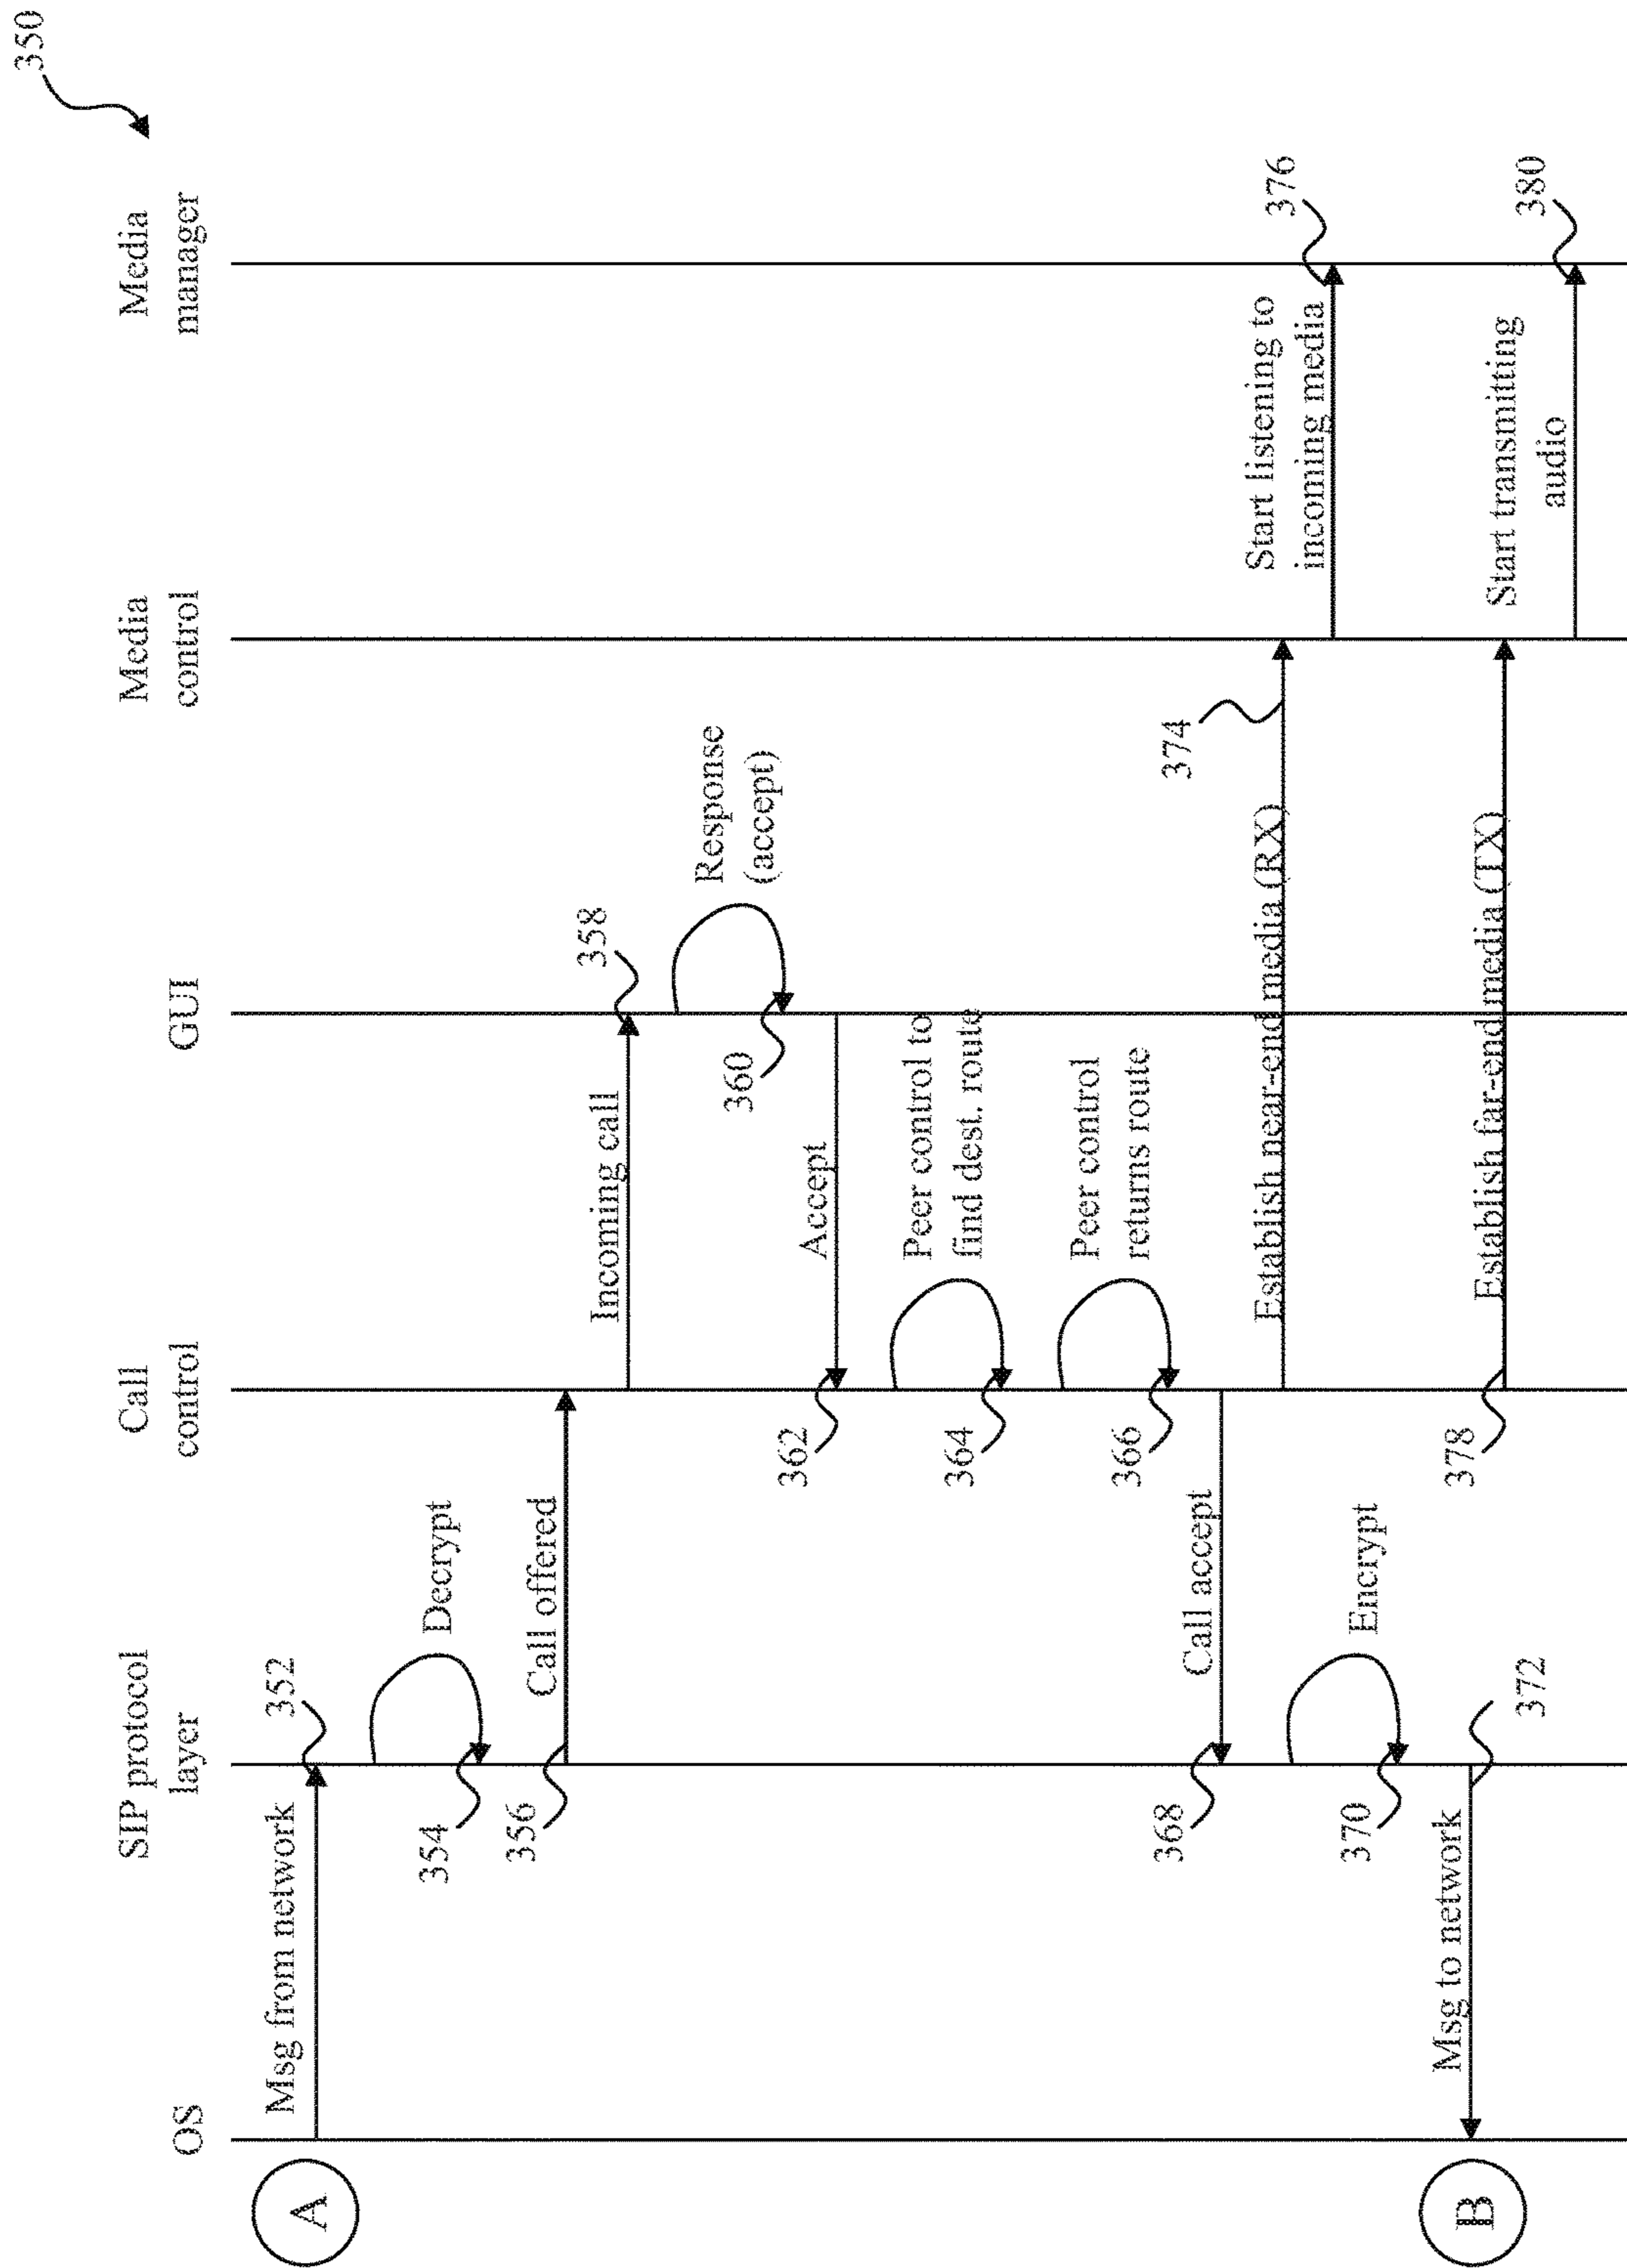 350
OS
SIP protocol
layer
Call
control
GUI
Media
control
Media
manager
A
Msg from network
352
Decrypt
354
Call offered
356
Incoming call
358
Response
(accept)
360
Accept
362
Peer control to
find dest. route
364
Peer control
returns route
366
Call accept
368
Establish near-end media (RX)
374
Start listening to
incoming media
376
Encrypt
370
B
Msg to network
372
Establish far-end media (TX)
378
Start transmitting
audio
380